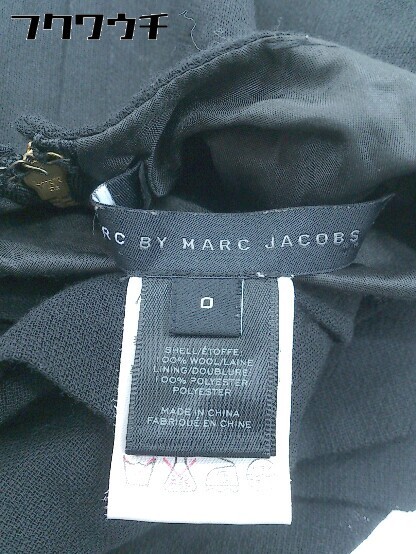 フクワウチ
RC BY MARC JACOBS
0
SHELL/ÉTOFFE
100% WOOL/LAINE
LINING/DOUBLURE:
100% POLYESTER
100% POLYESTER
MADE IN CHINA
FABRIQUÉ EN CHINE